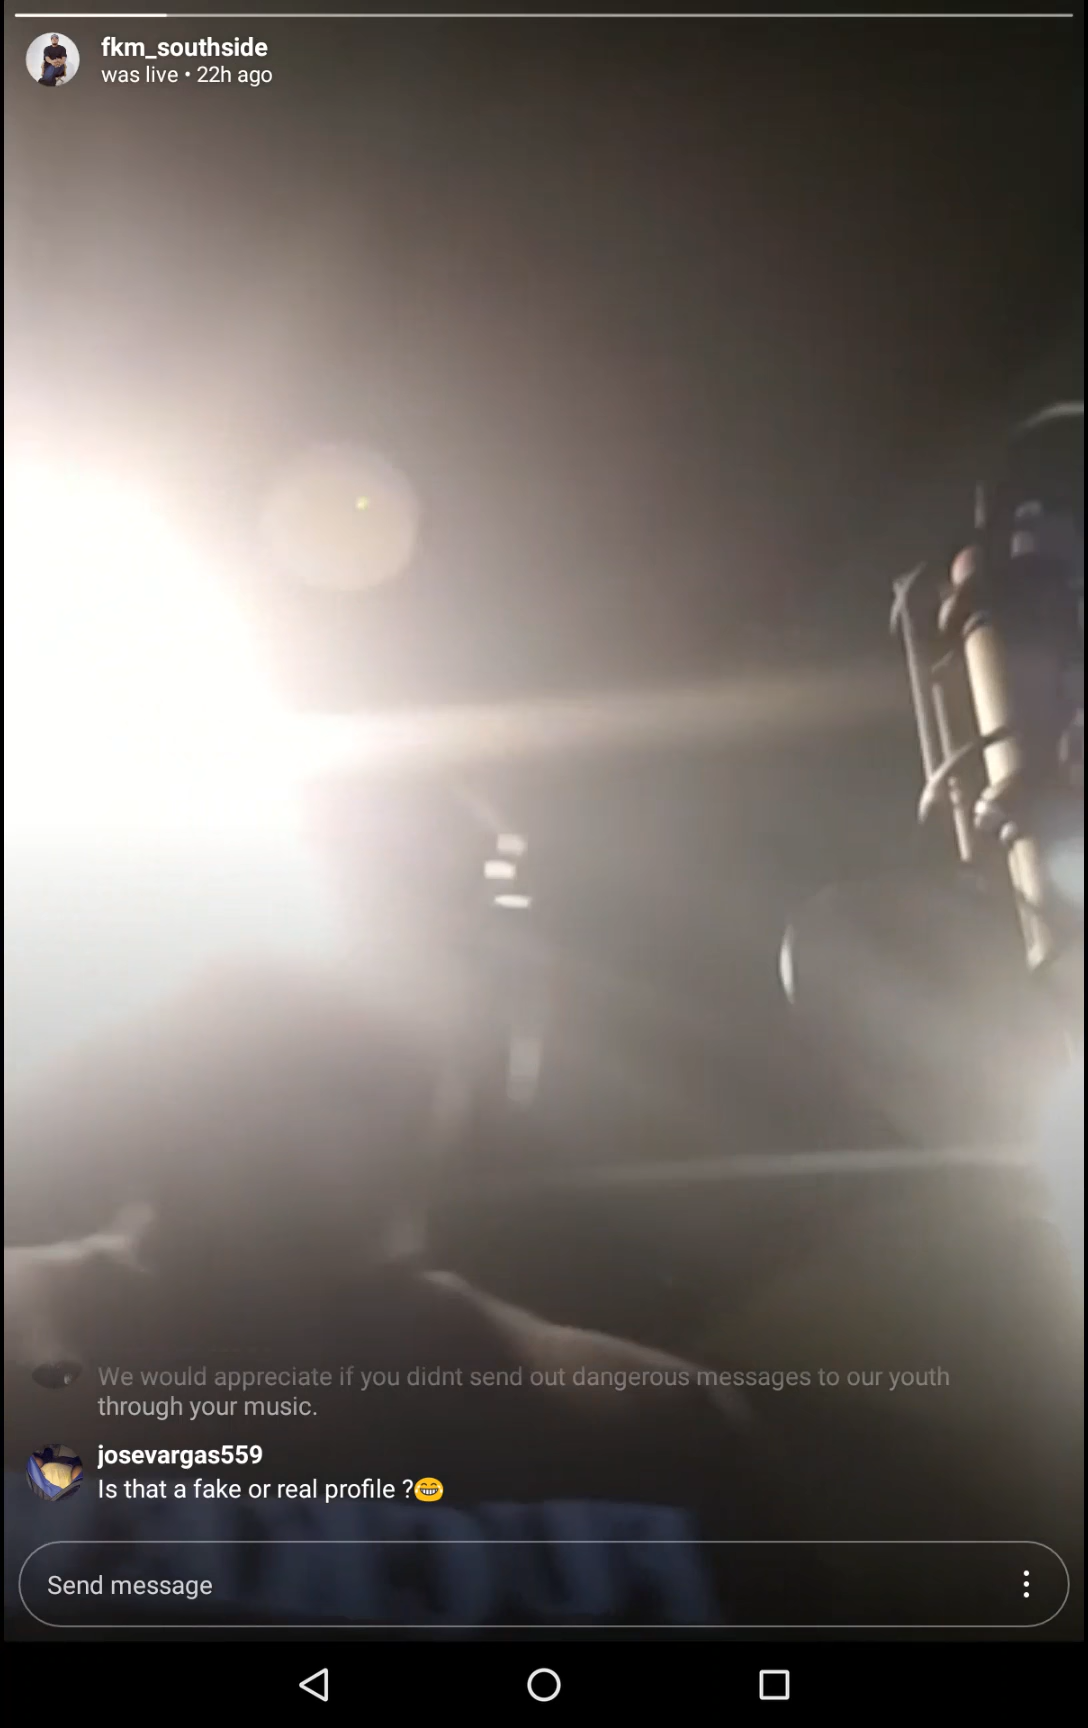 fkm_southside
was live • 22h ago
We would appreciate if you didnt send out dangerous messages to our youth
through your music.
josevargas559
Is that a fake or real profile ?😁
Send message